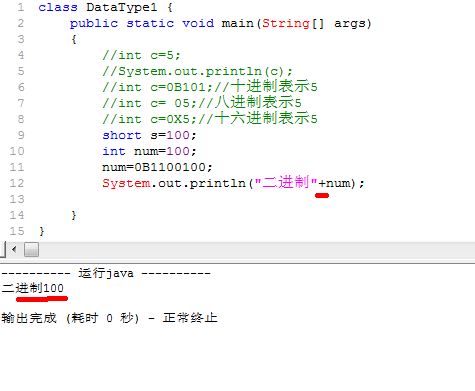 1 class DataType1 {
2 public static void main(String[] args)
3 {
4 //int c=5;
5 //System.out.println(c);
6 //int c=0B101;//十进制表示5
7 //int c= 05;//八进制表示5
8 //int c=0X5;//十六进制表示5
9 short s=100;
10 int num=100;
11 num=0B1100100;
12 System.out.println("二进制"+num);
13
14 }
15 }
---------- 运行java ----------
二进制100
输出完成 (耗时 0 秒) - 正常终止